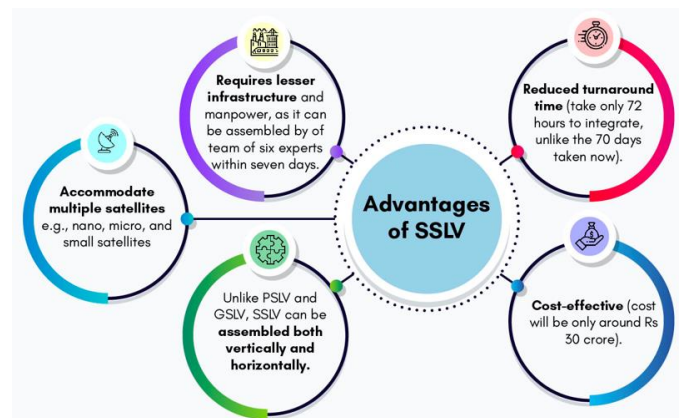 Advantages
of SSLV
Requires lesser
infrastructure and
manpower, as it can
be assembled by of
team of six experts
within seven days.
Reduced turnaround
time (take only 72
hours to integrate,
unlike the 70 days
taken now).
Accommodate
multiple satellites
e.g., nano, micro, and
small satellites
Unlike PSLV and
GSLV, SSLV can be
assembled both
vertically and
horizontally.
Cost-effective (cost
will be only around Rs
30 crore).